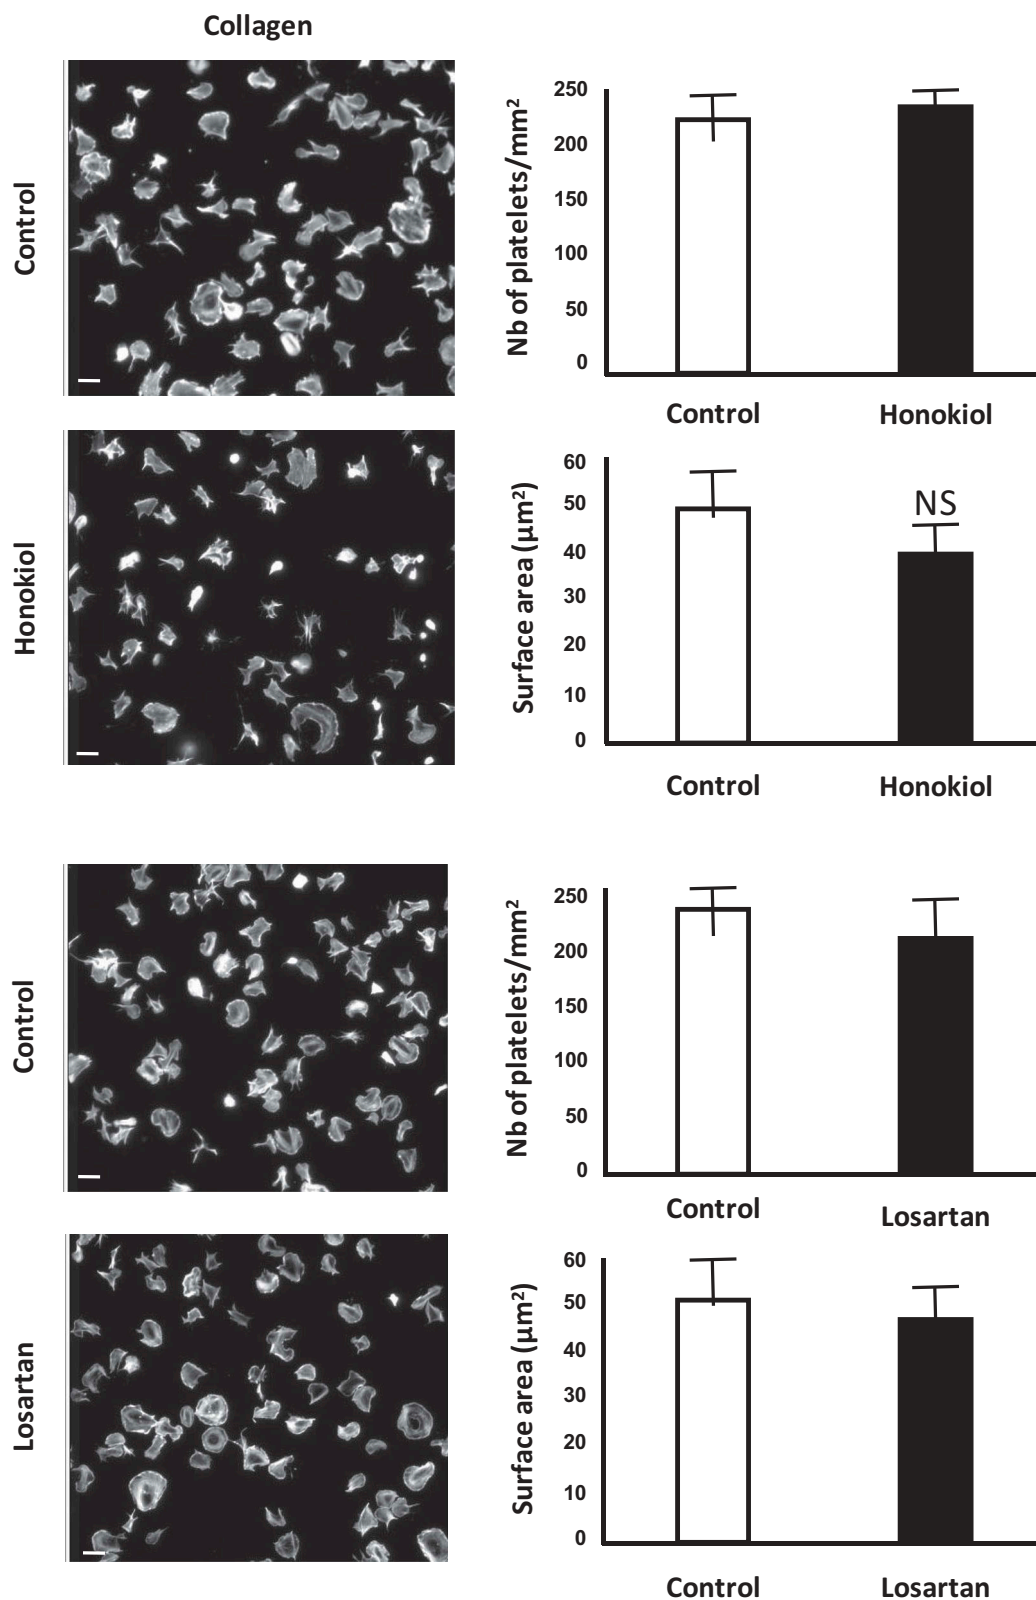 Collagen
Control
Nb of platelets/mm²
250
200
150
100
50
0
Control
Honokiol
Honokiol
Surface area (µm²)
60
50
40
30
20
10
0
NS
Control
Honokiol
Control
Nb of platelets/mm²
250
200
150
100
50
0
Control
Losartan
Losartan
Surface area (µm²)
60
50
40
30
20
10
0
Control
Losartan